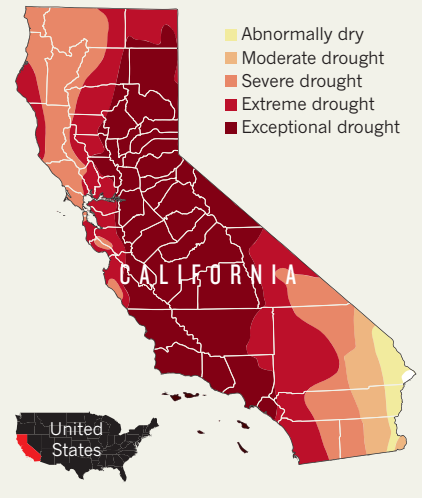 Abnormally dry
Moderate drought
Severe drought
Extreme drought
Exceptional drought
CALIFORNIA
United
States